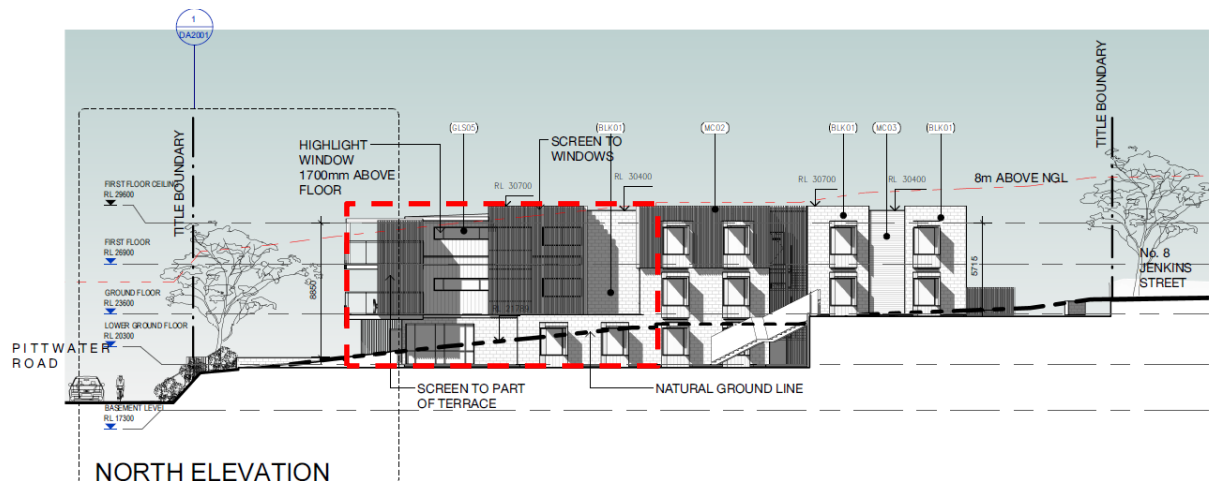 1
DA2001
TITLE BOUNDARY
TITLE BOUNDARY
(GLS05)
(BLK01)
(MC02)
(BLK01)
(MC03)
(BLK01)
HIGHLIGHT
WINDOW
1700mm ABOVE
FLOOR
SCREEN TO
WINDOWS
RL 30700
RL 30400
RL 30700
RL 30400
8m ABOVE NGL
FIRST FLOOR CEILING
RL 29600
FIRST FLOOR
RL 26900
GROUND FLOOR
RL 23600
LOWER GROUND FLOOR
RL 20300
PITTWATER
ROAD
BASEMENT LEVEL
RL 17300
8850
5715
No. 8
JENKINS
STREET
SCREEN TO PART
OF TERRACE
NATURAL GROUND LINE
NORTH ELEVATION